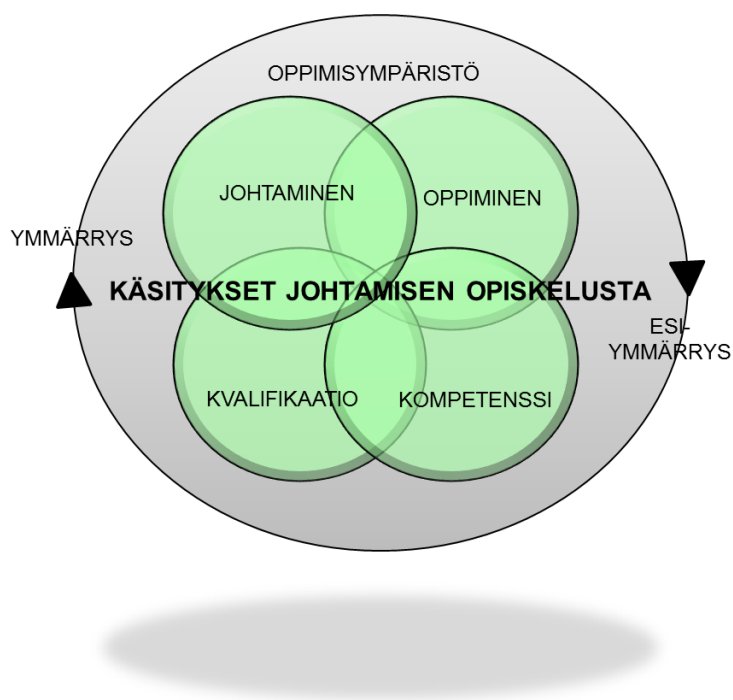 OPPIMISYMPÄRISTÖ
JOHTAMINEN
OPPIMINEN
YMMÄRRYS
KÄSITYKSET JOHTAMISEN OPISKELUSTA
ESI-
YMMÄRRYS
KVALIFIKAATIO
KOMPETENSSI